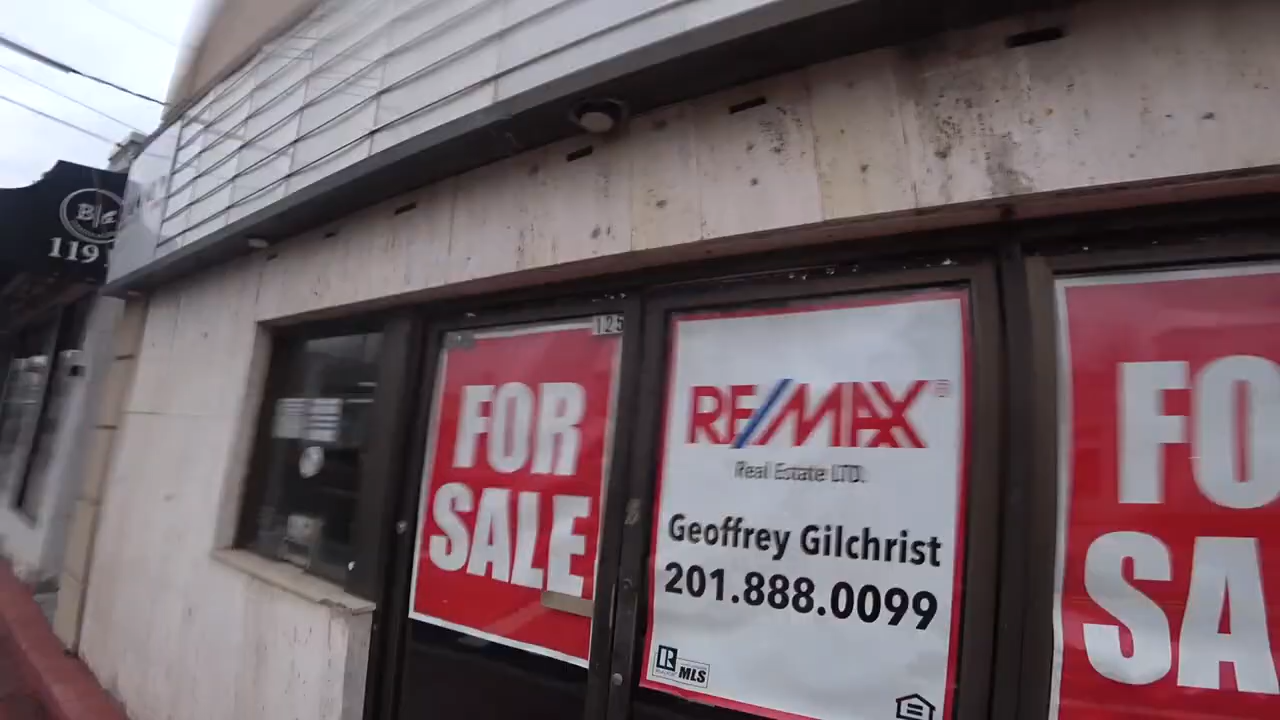 119
125
FOR
SALE
RE/MAX®
Real Estate LTD.
Geoffrey Gilchrist
201.888.0099
R
MLS
FO
SA